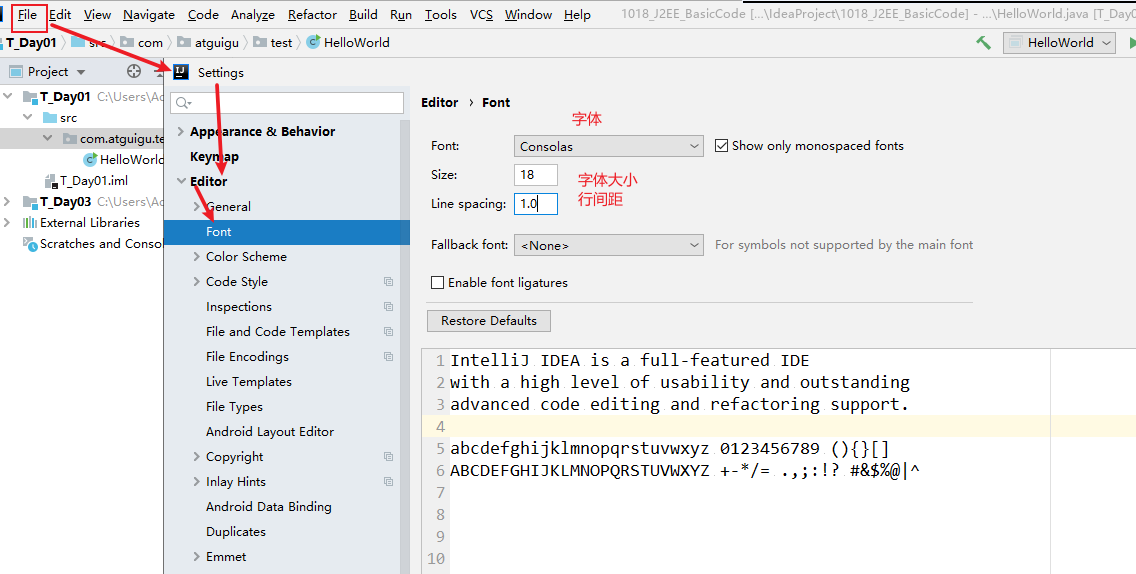 File Edit View Navigate Code Analyze Refactor Build Run Tools VCS Window Help 1018_J2EE_BasicCode [...\IdeaProject\1018_J2EE_BasicCode] - ...\HelloWorld.java [T_Day0
T_Day01 src com atguigu test HelloWorld
HelloWorld
Project
T_Day01 C:\Users\Ad
src
com.atguigu.te
HelloWorld
T_Day01.iml
T_Day03 C:\Users\Ad
External Libraries
Scratches and Consol
Settings
Appearance & Behavior
Keymap
Editor
General
Font
Color Scheme
Code Style
Inspections
File and Code Templates
File Encodings
Live Templates
File Types
Android Layout Editor
Copyright
Inlay Hints
Android Data Binding
Duplicates
Emmet
Editor › Font
字体
Font: Consolas Show only monospaced fonts
Size: 18 字体大小
Line spacing: 1.0 行间距
Fallback font: <None> For symbols not supported by the main font
Enable font ligatures
Restore Defaults
1 IntelliJ IDEA is a full-featured IDE
2 with a high level of usability and outstanding
3 advanced code editing and refactoring support.
4
5 abcdefghijklmnopqrstuvwxyz 0123456789 (){}[]
6 ABCDEFGHIJKLMNOPQRSTUVWXYZ +-*/= .,;:!? #&$%@|^
7
8
9
10